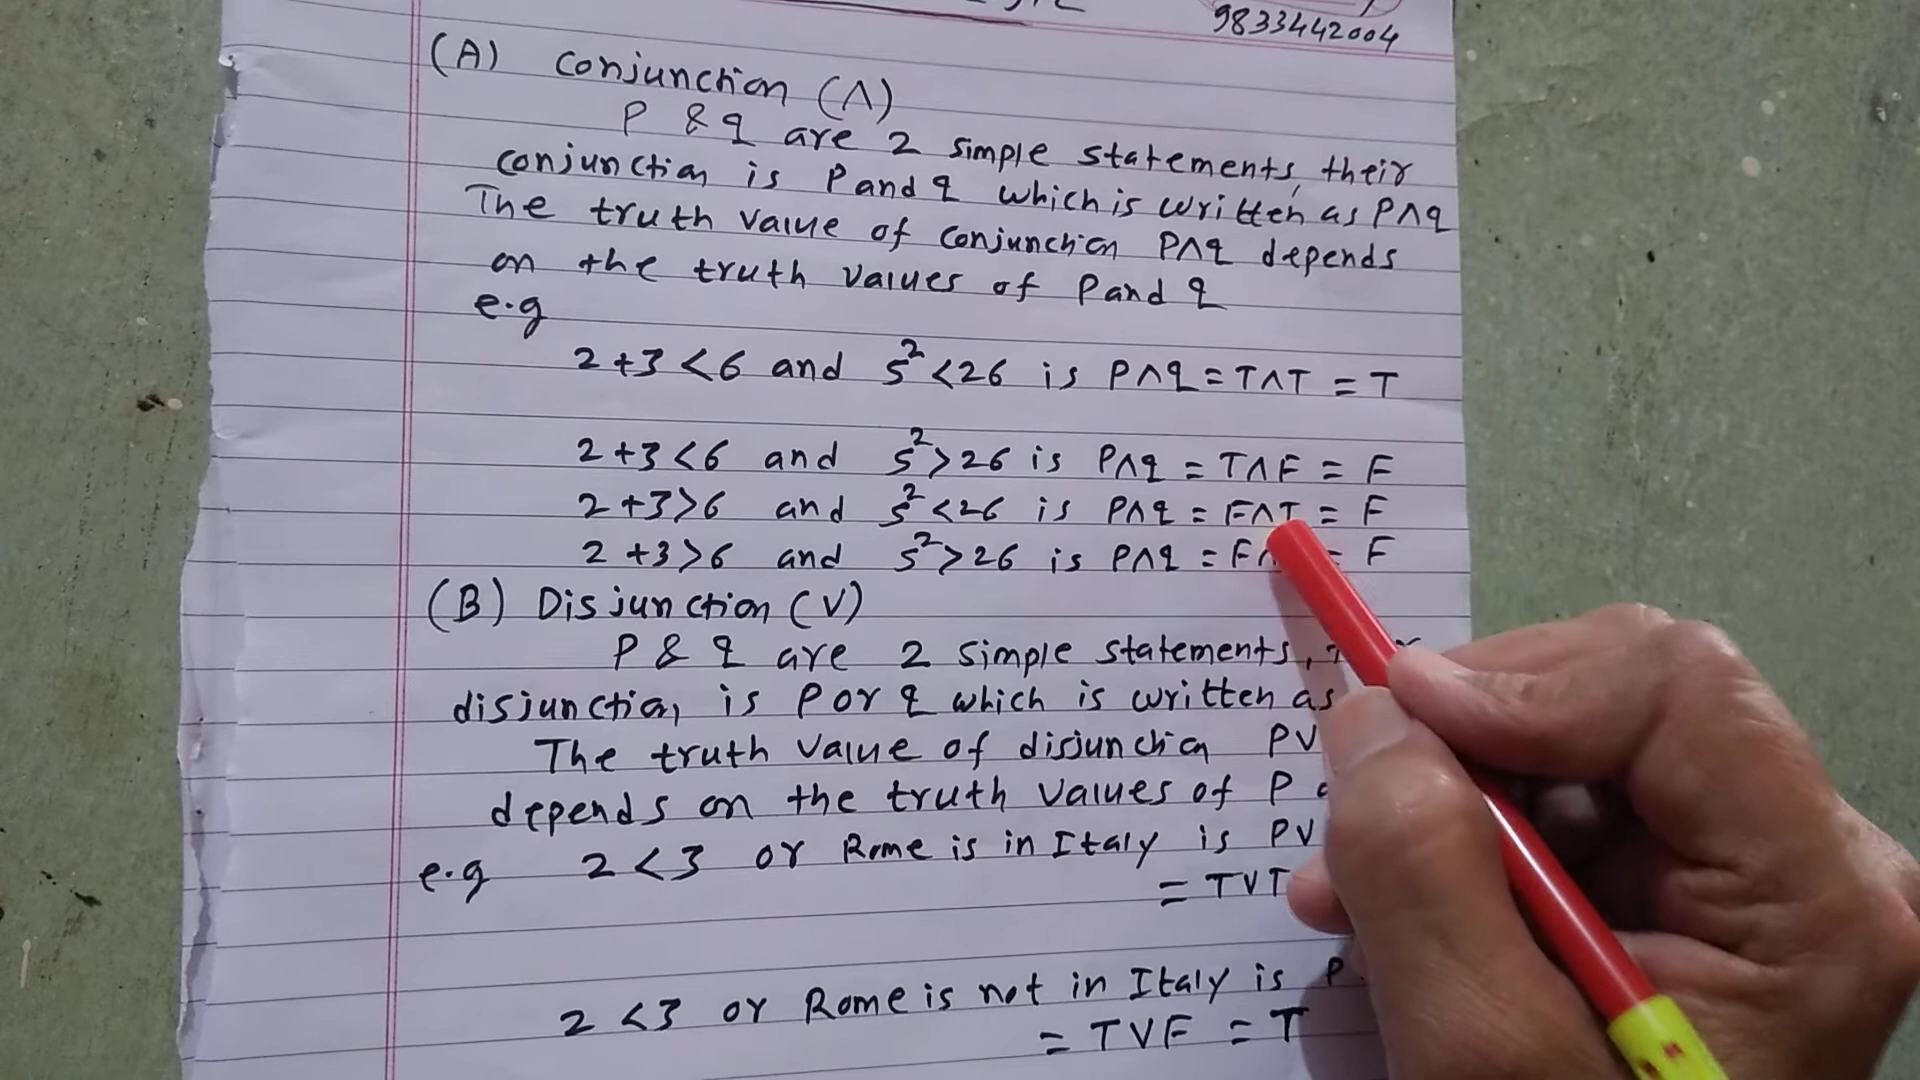 9833442004
(A) Conjunction (∧)
P & q are 2 simple statements, their
conjunction is P and q which is written as P∧q
The truth value of conjunction P∧q depends
on the truth values of P and q
e.g
2+3<6 and 5²<26 is P∧q = T∧T = T
2+3<6 and 5²>26 is P∧q = T∧F = F
2+3>6 and 5²<26 is P∧q = F∧T = F
2+3>6 and 5²>26 is P∧q = F∧ = F
(B) Disjunction (∨)
P & q are 2 simple statements,
disjunction is P or q which is written as
The truth value of disjunction P∨
depends on the truth values of P
e.g 2<3 or Rome is in Italy is P∨
= T∨T
2<3 or Rome is not in Italy is P
= T∨F = T